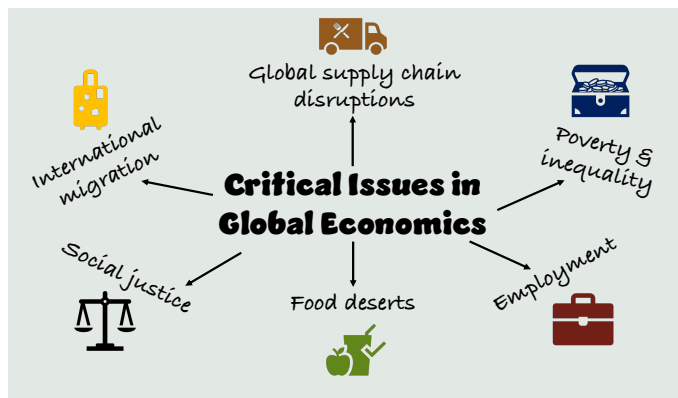 Global supply chain
disruptions
International
migration
Poverty &
inequality
Critical Issues in
Global Economics
Social justice
Food deserts
Employment